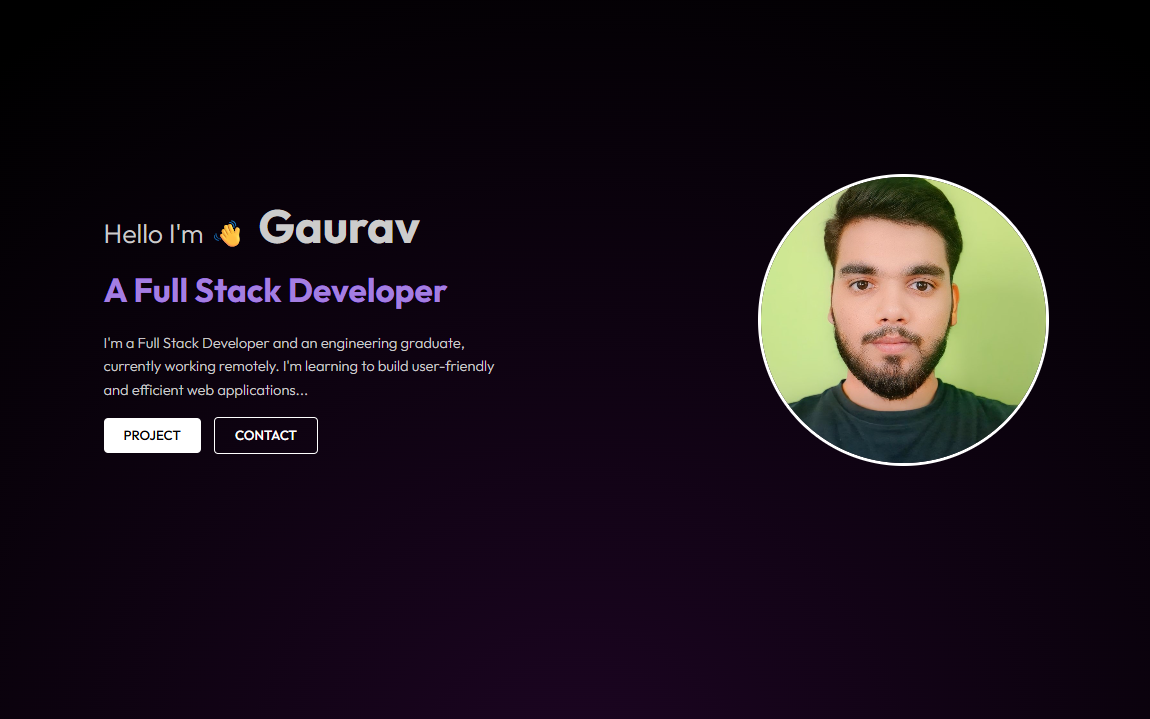 Hello I'm 👋 Gaurav
A Full Stack Developer
I'm a Full Stack Developer and an engineering graduate,
currently working remotely. I'm learning to build user-friendly
and efficient web applications...
PROJECT CONTACT